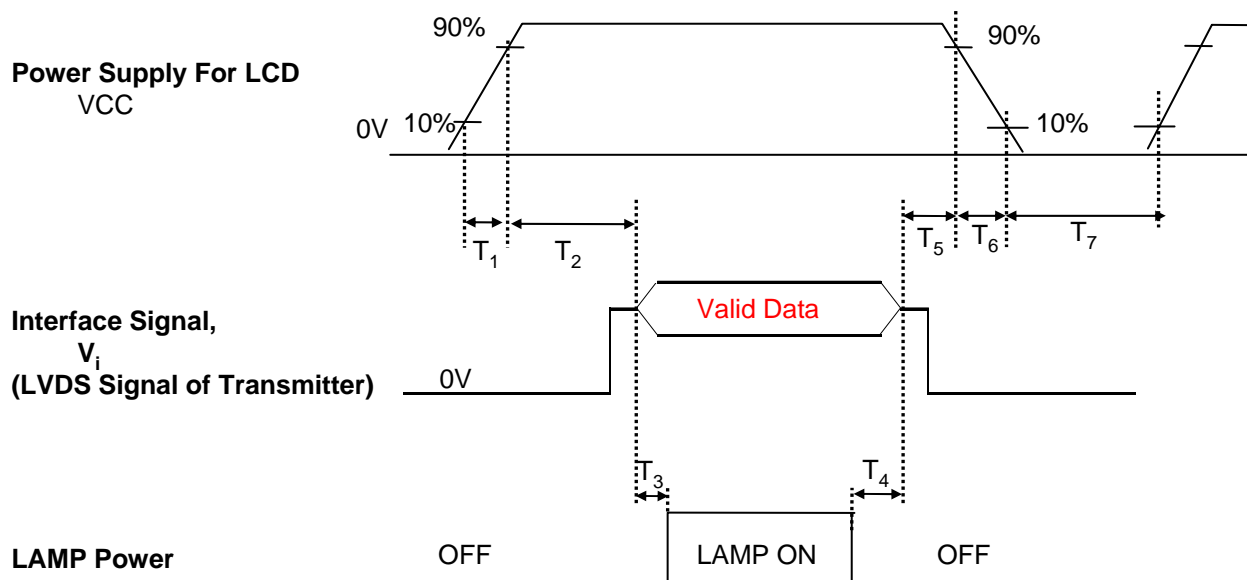 90%
90%
Power Supply For LCD
VCC
0V
10%
10%
T1
T2
T5
T6
T7
Interface Signal,
Vi
(LVDS Signal of Transmitter)
Valid Data
0V
T3
T4
LAMP Power
OFF
LAMP ON
OFF